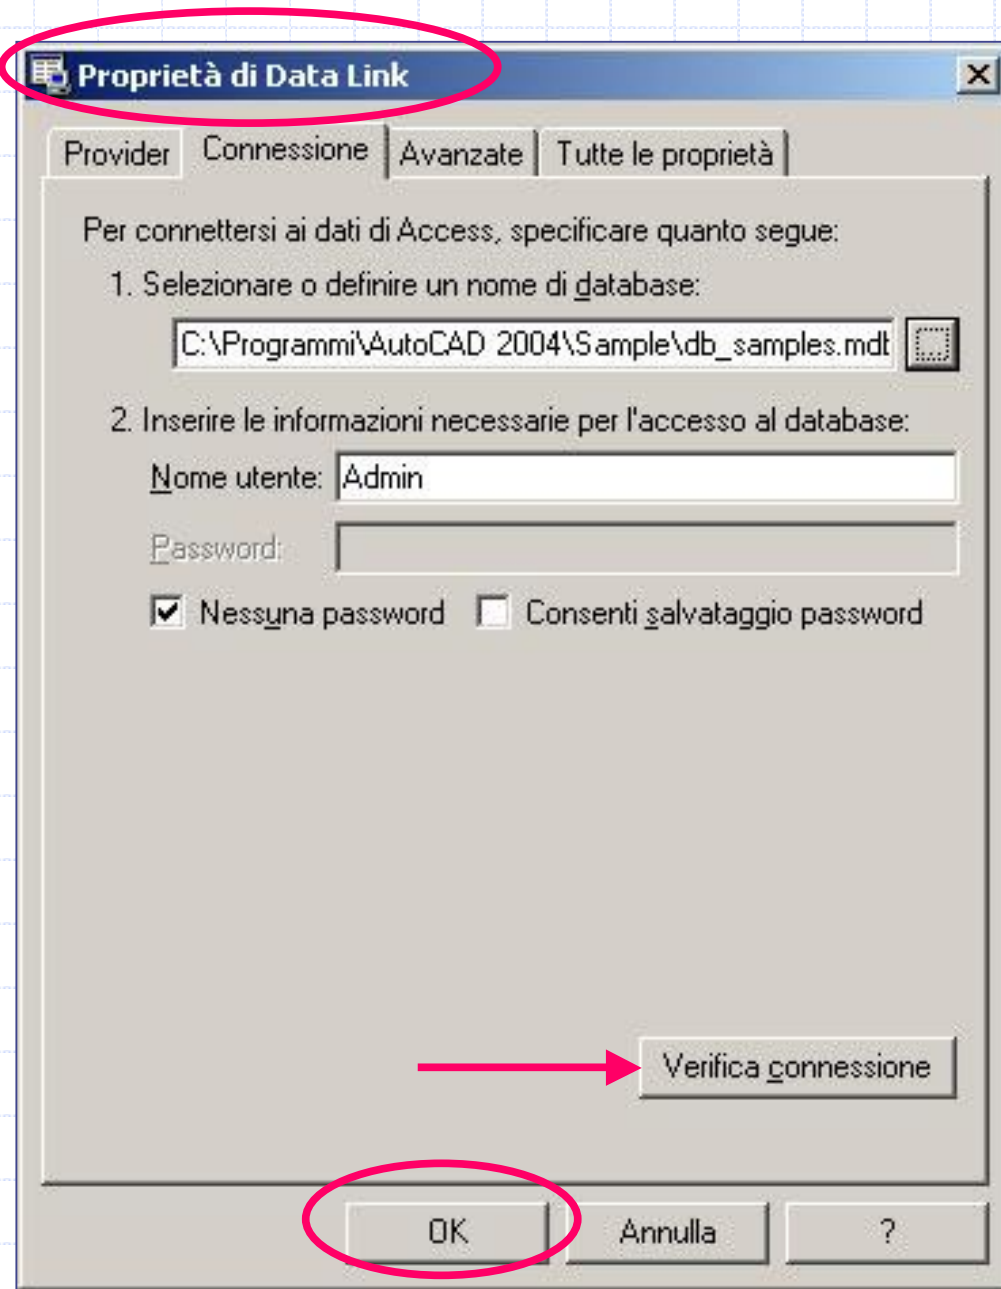 Proprietà di Data Link
Provider Connessione Avanzate Tutte le proprietà
Per connettersi ai dati di Access, specificare quanto segue:
1. Selezionare o definire un nome di database:
C:\Programmi\AutoCAD 2004\Sample\db_samples.mdt ...
2. Inserire le informazioni necessarie per l'accesso al database:
Nome utente: Admin
Password:
Nessuna password Consenti salvataggio password
Verifica connessione
OK Annulla ?